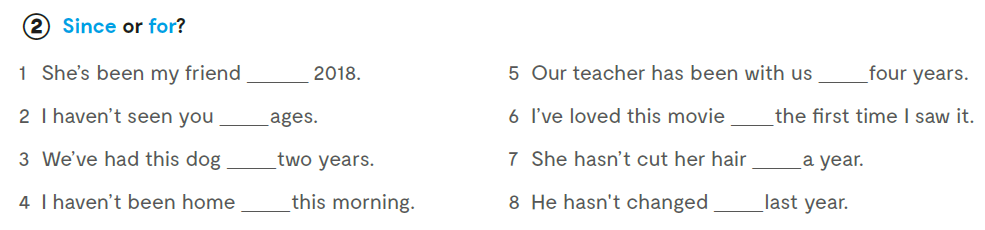 2 Since or for?
1 She’s been my friend ______ 2018.
2 I haven’t seen you _____ages.
3 We’ve had this dog _____two years.
4 I haven’t been home _____this morning.
5 Our teacher has been with us _____four years.
6 I’ve loved this movie ____the first time I saw it.
7 She hasn’t cut her hair _____a year.
8 He hasn't changed _____last year.